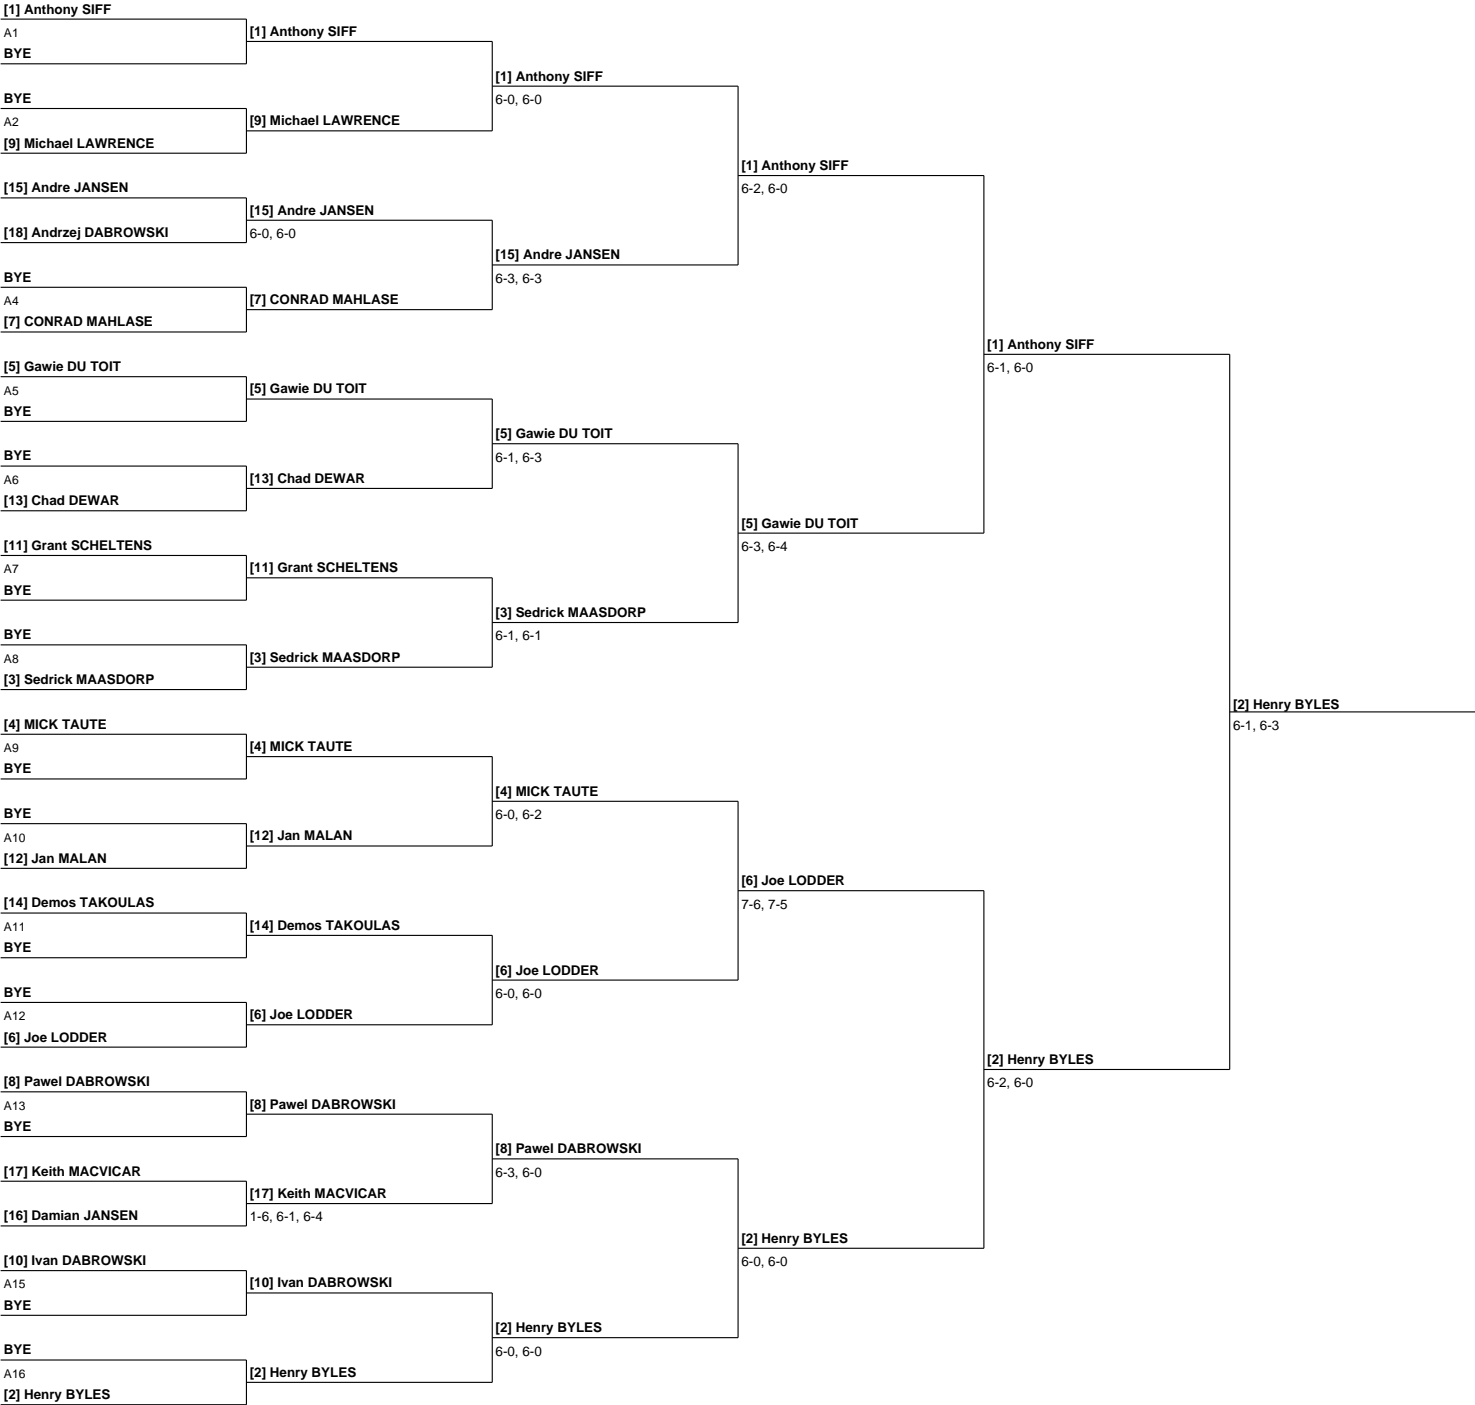 [1] Anthony SIFF
A1
BYE
BYE
A2
[9] Michael LAWRENCE
[15] Andre JANSEN
[18] Andrzej DABROWSKI
BYE
A4
[7] CONRAD MAHLASE
[5] Gawie DU TOIT
A5
BYE
BYE
A6
[13] Chad DEWAR
[11] Grant SCHELTENS
A7
BYE
BYE
A8
[3] Sedrick MAASDORP
[4] MICK TAUTE
A9
BYE
BYE
A10
[12] Jan MALAN
[14] Demos TAKOULAS
A11
BYE
BYE
A12
[6] Joe LODDER
[8] Pawel DABROWSKI
A13
BYE
[17] Keith MACVICAR
[16] Damian JANSEN
[10] Ivan DABROWSKI
A15
BYE
BYE
A16
[2] Henry BYLES
[1] Anthony SIFF
[9] Michael LAWRENCE
[15] Andre JANSEN
6-0, 6-0
[7] CONRAD MAHLASE
[5] Gawie DU TOIT
[13] Chad DEWAR
[11] Grant SCHELTENS
[3] Sedrick MAASDORP
[4] MICK TAUTE
[12] Jan MALAN
[14] Demos TAKOULAS
[6] Joe LODDER
[8] Pawel DABROWSKI
[17] Keith MACVICAR
1-6, 6-1, 6-4
[10] Ivan DABROWSKI
[2] Henry BYLES
[1] Anthony SIFF
6-0, 6-0
[15] Andre JANSEN
6-3, 6-3
[5] Gawie DU TOIT
6-1, 6-3
[3] Sedrick MAASDORP
6-1, 6-1
[4] MICK TAUTE
6-0, 6-2
[6] Joe LODDER
6-0, 6-0
[8] Pawel DABROWSKI
6-3, 6-0
[2] Henry BYLES
6-0, 6-0
[1] Anthony SIFF
6-2, 6-0
[5] Gawie DU TOIT
6-3, 6-4
[6] Joe LODDER
7-6, 7-5
[2] Henry BYLES
6-0, 6-0
[1] Anthony SIFF
6-1, 6-0
[2] Henry BYLES
6-2, 6-0
[2] Henry BYLES
6-1, 6-3